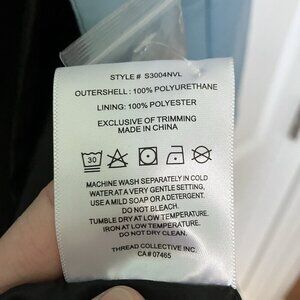 STYLE # S3004NVL
OUTERSHELL: 100% POLYURETHANE
LINING: 100% POLYESTER
EXCLUSIVE OF TRIMMING
MADE IN CHINA
30
MACHINE WASH SEPARATELY IN COLD
WATER AT A VERY GENTLE SETTING,
USE A MILD SOAP OR A DETERGENT.
DO NOT BLEACH.
TUMBLE DRY AT LOW TEMPERATURE.
IRON AT LOW TEMPERATURE.
DO NOT DRY CLEAN.
THREAD COLLECTIVE INC.
CA# 07465